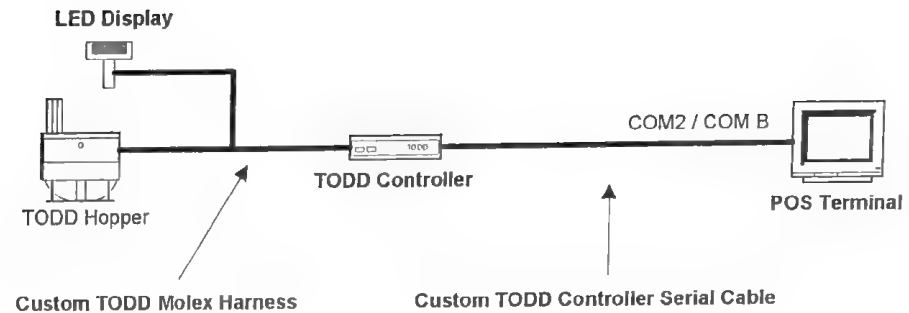 LED Display
TODD
COM2 / COM B
TODD Controller
TODD Hopper
POS Terminal
Custom TODD Molex Harness
Custom TODD Controller Serial Cable